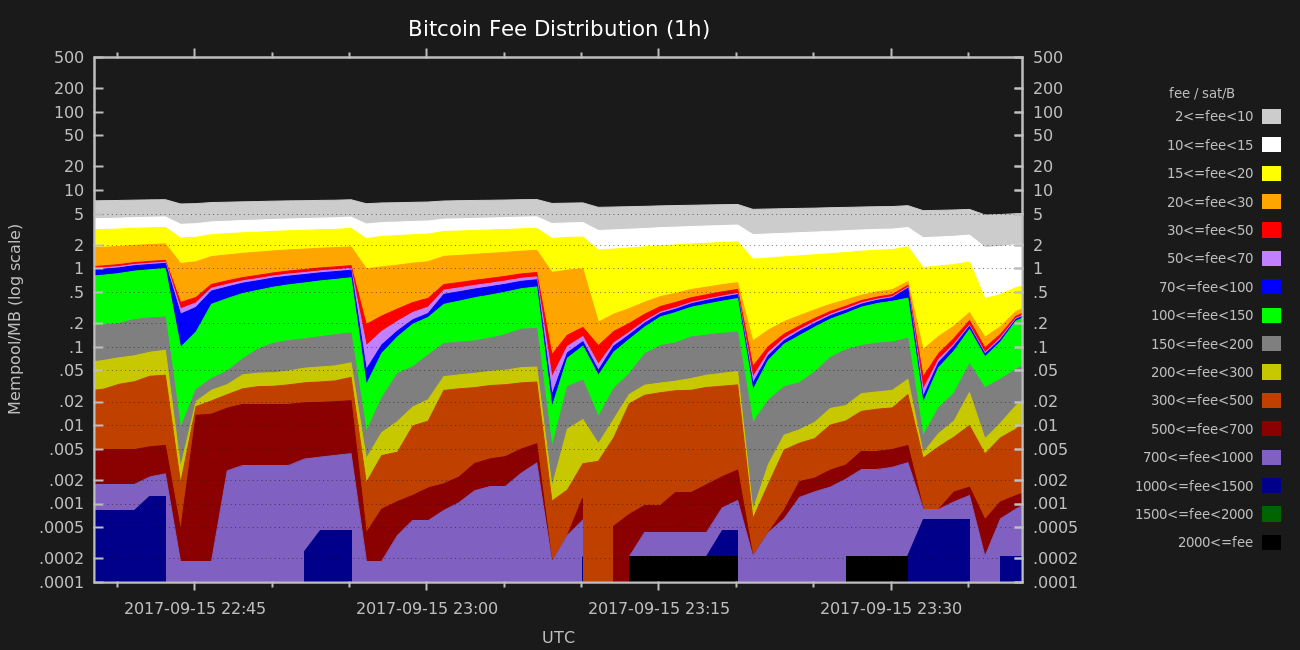 Bitcoin Fee Distribution (1h)
500
200
100
50
20
10
5
2
1
.5
.2
.1
.05
.02
.01
.005
.002
.001
.0005
.0002
.0001
Mempool/MB (log scale)
500
200
100
50
20
10
5
2
1
.5
.2
.1
.05
.02
.01
.005
.002
.001
.0005
.0002
.0001
2017-09-15 22:45
2017-09-15 23:00
2017-09-15 23:15
2017-09-15 23:30
UTC
fee / sat/B
2<=fee<10
10<=fee<15
15<=fee<20
20<=fee<30
30<=fee<50
50<=fee<70
70<=fee<100
100<=fee<150
150<=fee<200
200<=fee<300
300<=fee<500
500<=fee<700
700<=fee<1000
1000<=fee<1500
1500<=fee<2000
2000<=fee